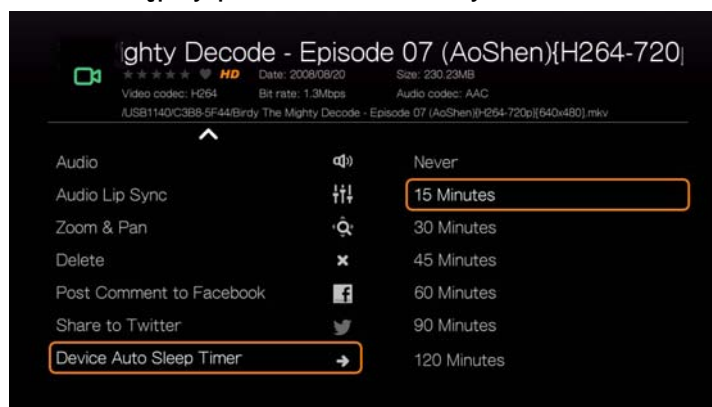 ighty Decode - Episode 07 (AoShen){H264-720p
HD Date: 2008/08/20 Size: 230.23MB
Video codec: H264 Bit rate: 1.3Mbps Audio codec: AAC
/USB1140/C3B8-5F44/Birdy The Mighty Decode - Episode 07 (AoShen)(H264-720p)[640x480].mkv
Audio Never
Audio Lip Sync 15 Minutes
Zoom & Pan 30 Minutes
Delete 45 Minutes
Post Comment to Facebook 60 Minutes
Share to Twitter 90 Minutes
Device Auto Sleep Timer 120 Minutes